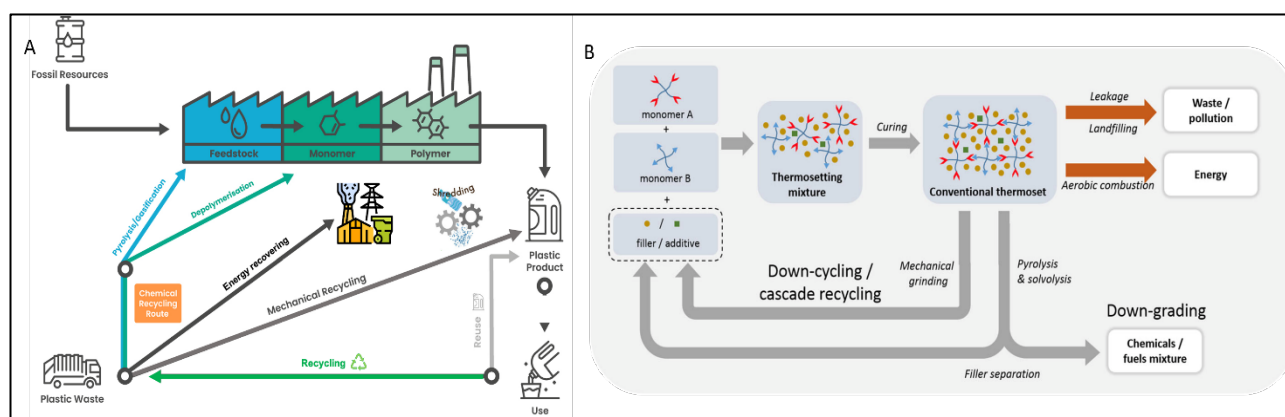 A
Fossil Resources
Feedstock
Monomer
Polymer
Pyrolysis/Gasification
Depolymerisation
Energy recovering
Shredding
Mechanical Recycling
Plastic
Product
Chemical
Recycling
Route
Reuse
Recycling
Plastic Waste
Use
B
monomer A
+
monomer B
+
/
filler / additive
Thermosetting
mixture
Curing
Conventional thermoset
Leakage
Landfilling
Waste /
pollution
Aerobic combustion
Energy
Down-cycling /
cascade recycling
Mechanical
grinding
Pyrolysis
& solvolysis
Down-grading
Chemicals /
fuels mixture
Filler separation